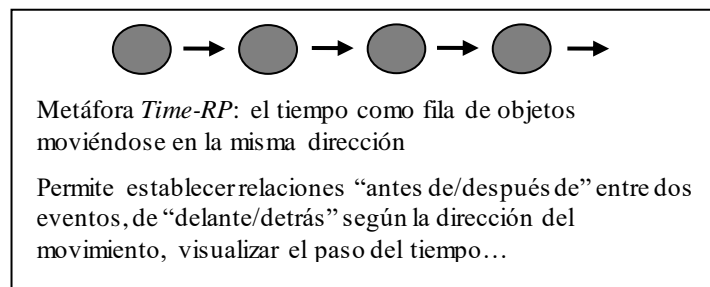 Metáfora Time-RP: el tiempo como fila de objetos
moviéndose en la misma dirección
Permite establecer relaciones “antes de/después de” entre dos
eventos, de “delante/detrás” según la dirección del
movimiento, visualizar el paso del tiempo…